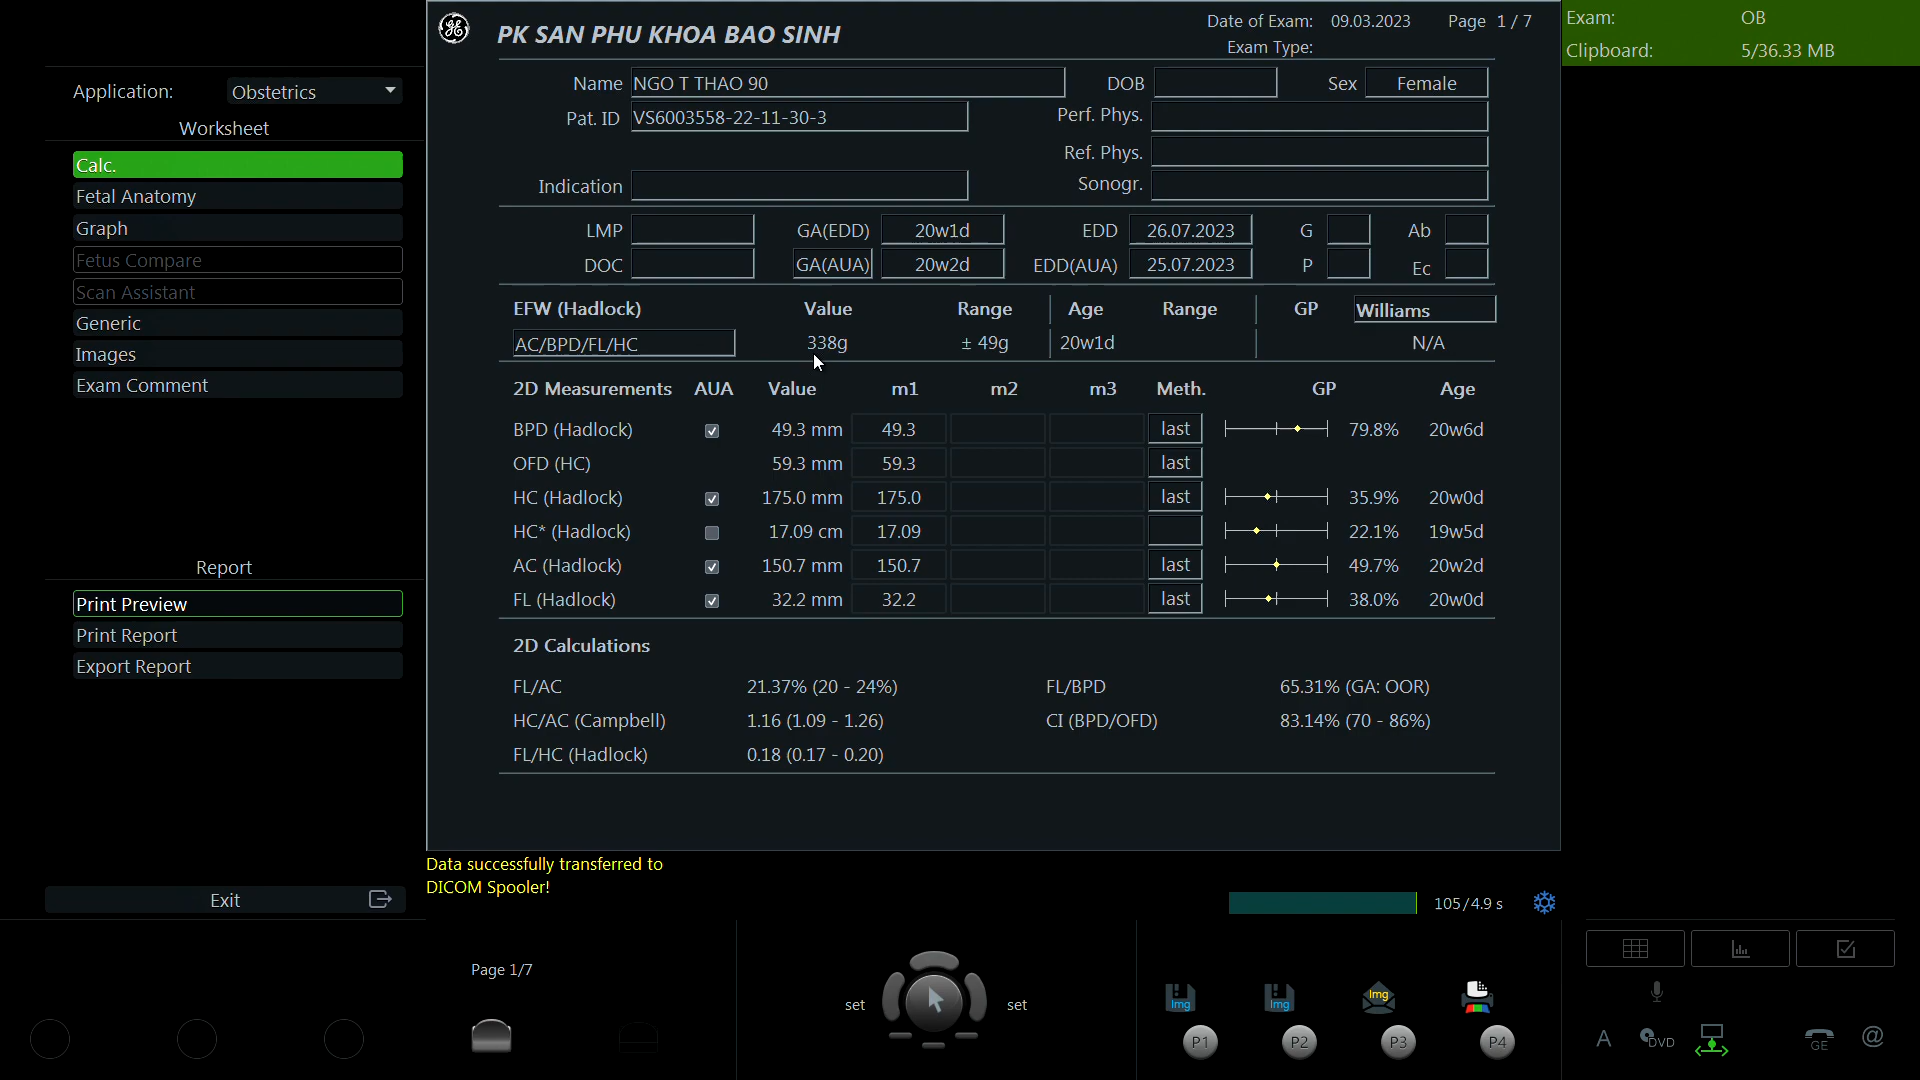 PK SAN PHU KHOA BAO SINH
Date of Exam: 09.03.2023 Page 1 / 7
Exam Type:
Exam: OB
Clipboard: 5/36.33 MB
Application: Obstetrics
Worksheet
Calc.
Fetal Anatomy
Graph
Fetus Compare
Scan Assistant
Generic
Images
Exam Comment
Report
Print Preview
Print Report
Export Report
Exit
Name NGO T THAO 90 DOB Sex Female
Pat. ID VS6003558-22-11-30-3 Perf. Phys.
Ref. Phys.
Indication Sonogr.
LMP GA(EDD) 20w1d EDD 26.07.2023 G Ab
DOC GA(AUA) 20w2d EDD(AUA) 25.07.2023 P Ec
EFW (Hadlock) Value Range Age Range GP Williams
AC/BPD/FL/HC 338g ± 49g 20w1d N/A
2D Measurements AUA Value m1 m2 m3 Meth. GP Age
BPD (Hadlock) 49.3 mm 49.3 last 79.8% 20w6d
OFD (HC) 59.3 mm 59.3 last
HC (Hadlock) 175.0 mm 175.0 last 35.9% 20w0d
HC* (Hadlock) 17.09 cm 17.09 22.1% 19w5d
AC (Hadlock) 150.7 mm 150.7 last 49.7% 20w2d
FL (Hadlock) 32.2 mm 32.2 last 38.0% 20w0d
2D Calculations
FL/AC 21.37% (20 - 24%) FL/BPD 65.31% (GA: OOR)
HC/AC (Campbell) 1.16 (1.09 - 1.26) CI (BPD/OFD) 83.14% (70 - 86%)
FL/HC (Hadlock) 0.18 (0.17 - 0.20)
Data successfully transferred to
DICOM Spooler!
105/4.9 s
Page 1/7
set set
Img Img Img
P1 P2 P3 P4
A DVD GE @